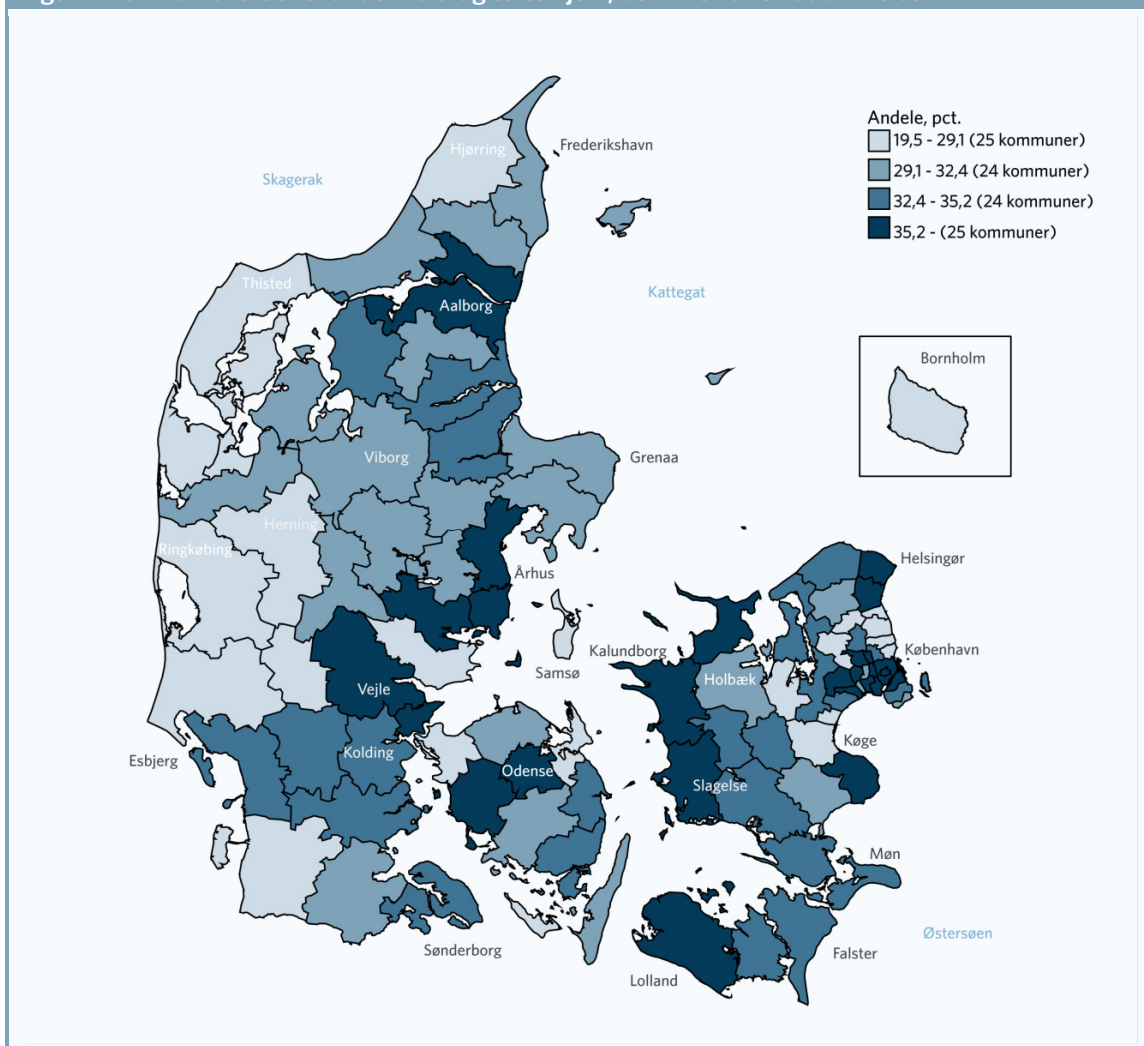 Andele, pct.
19,5 - 29,1 (25 kommuner)
29,1 - 32,4 (24 kommuner)
32,4 - 35,2 (24 kommuner)
35,2 - (25 kommuner)
Hjørring
Frederikshavn
Skagerak
Thisted
Aalborg
Kattegat
Bornholm
Viborg
Grenaa
Herning
Ringkøbing
Århus
Helsingør
Samsø
Kalundborg
København
Holbæk
Vejle
Køge
Esbjerg
Kolding
Odense
Slagelse
Møn
Sønderborg
Østersøen
Falster
Lolland